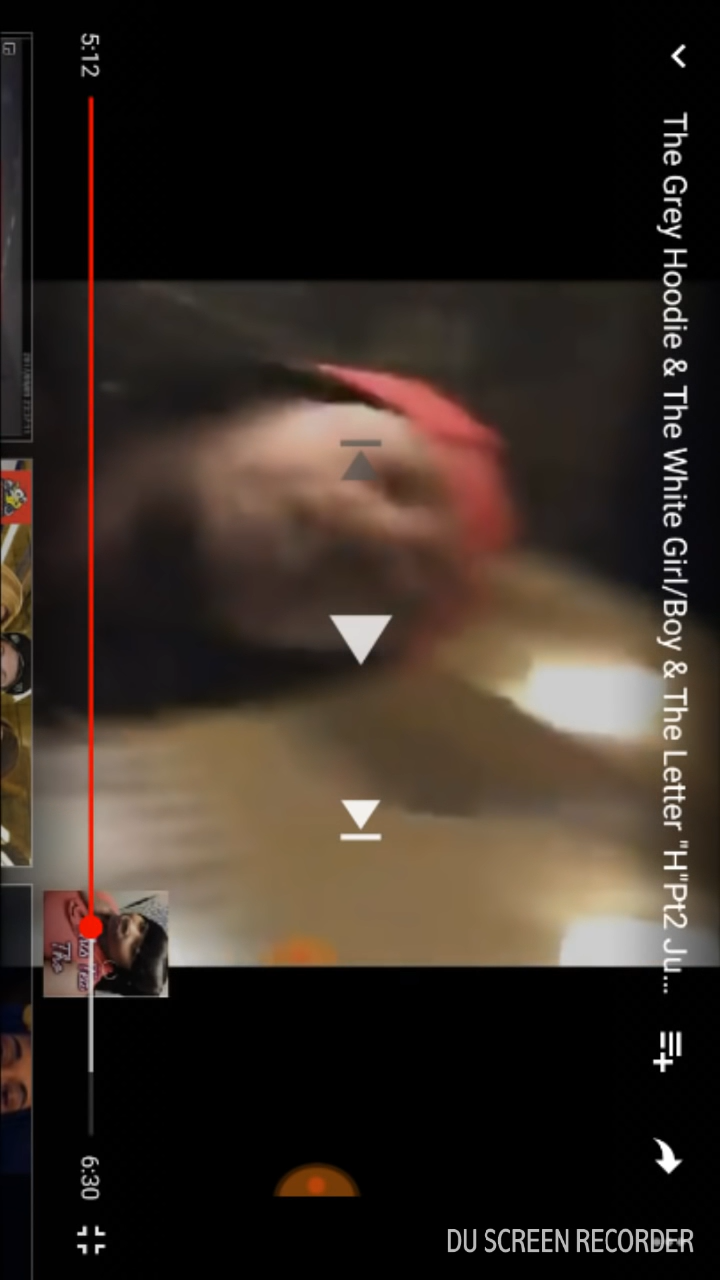 The Grey Hoodie & The White Girl/Boy & The Letter "H"Pt2 Ju...
5:12
6:30
DU SCREEN RECORDER